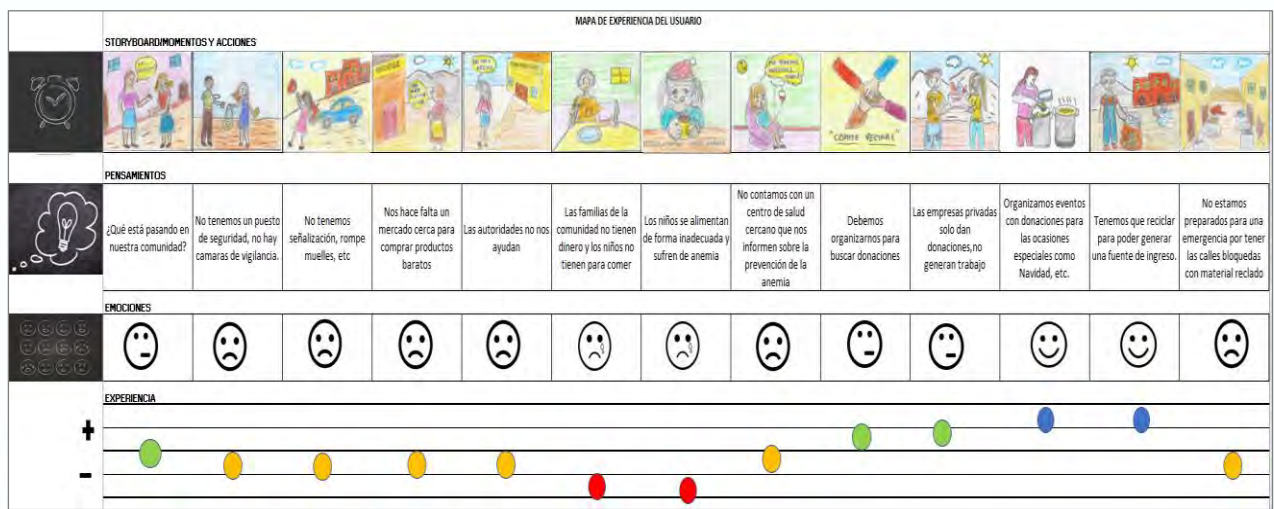 MAPA DE EXPERIENCIA DEL USUARIO
STORYBOARD/MOMENTOS Y ACCIONES
"COMITE VECINAL"
PENSAMIENTOS
¿Qué está pasando en
nuestra comunidad?
No tenemos un puesto
de seguridad, no hay
camaras de vigilancia.
No tenemos
señalización, rompe
muelles, etc
Nos hace falta un
mercado cerca para
comprar productos
baratos
Las autoridades no nos
ayudan
Las familias de la
comunidad no tienen
dinero y los niños no
tienen para comer
Los niños se alimentan
de forma inadecuada y
sufren de anemia
No contamos con un
centro de salud
cercano que nos
informen sobre la
prevención de la
anemia
Debemos
organizarnos para
buscar donaciones
Las empresas privadas
solo dan
donaciones,no
generan trabajo
Organizamos eventos
con donaciones para
las ocasiones
especiales como
Navidad, etc.
Tenemos que reciclar
para poder generar
una fuente de ingreso.
No estamos
preparados para una
emergencia por tener
las calles bloquedas
con material reclado
EMOCIONES
EXPERIENCIA
+
-